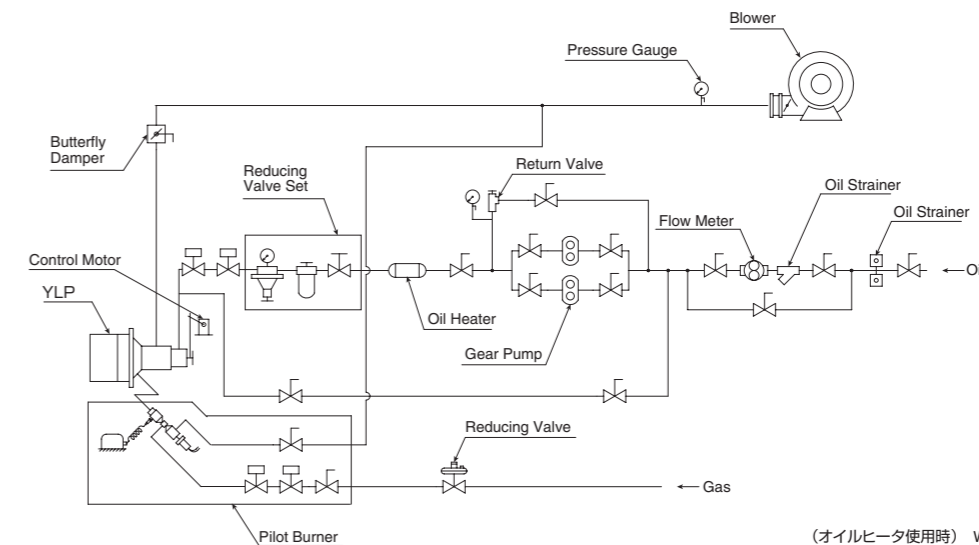 Blower
Pressure Gauge
Butterfly
Damper
Reducing
Valve Set
Return Valve
Oil Strainer
Flow Meter
Oil Strainer
Control Motor
YLP
Oil Heater
Gear Pump
Reducing Valve
Gas
Pilot Burner
(オイルヒータ使用時)